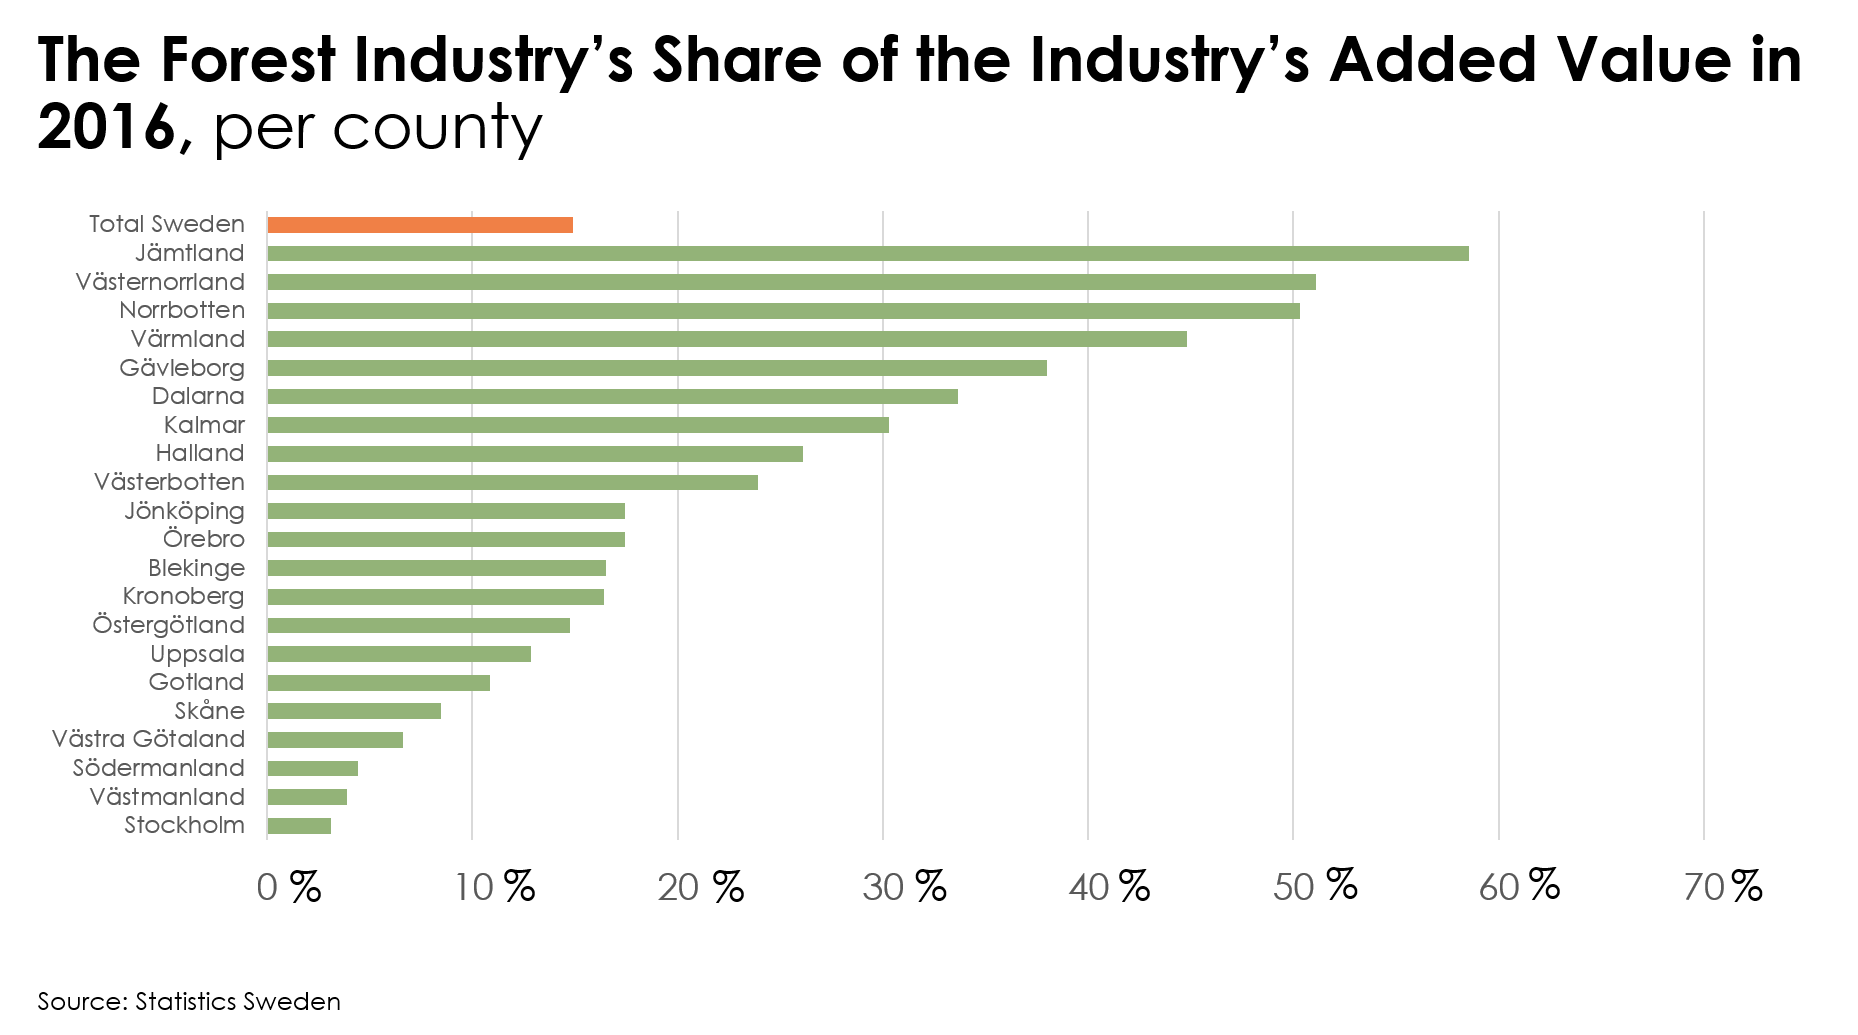 The Forest Industry’s Share of the Industry’s Added Value in
2016, per county
Total Sweden
Jämtland
Västernorrland
Norrbotten
Värmland
Gävleborg
Dalarna
Kalmar
Halland
Västerbotten
Jönköping
Örebro
Blekinge
Kronoberg
Östergötland
Uppsala
Gotland
Skåne
Västra Götaland
Södermanland
Västmanland
Stockholm
0 % 10 % 20 % 30 % 40 % 50 % 60 % 70 %
Source: Statistics Sweden